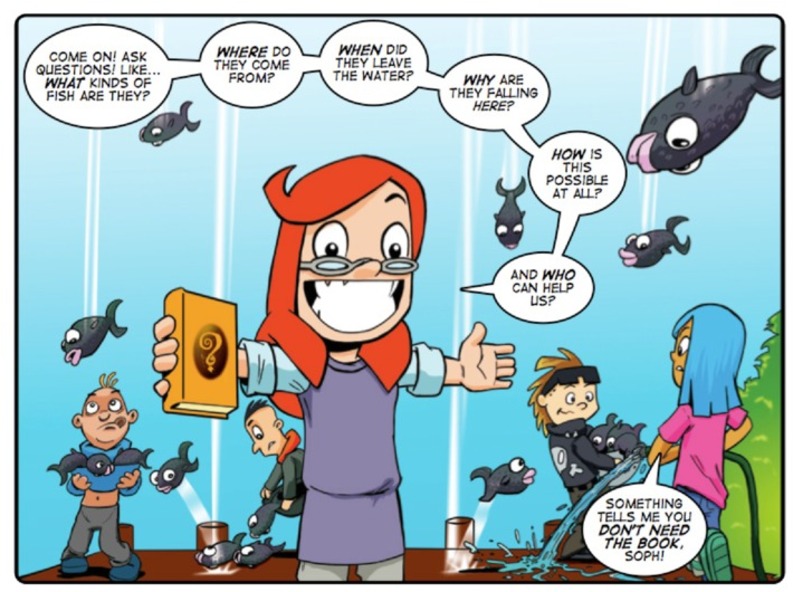 COME ON! ASK
QUESTIONS! LIKE...
WHAT KINDS OF
FISH ARE THEY?
WHERE DO
THEY COME
FROM?
WHEN DID
THEY LEAVE
THE WATER?
WHY ARE
THEY FALLING
HERE?
HOW IS
THIS
POSSIBLE
AT ALL?
AND WHO
CAN HELP
US?
?
SOMETHING
TELLS ME YOU
DON'T NEED
THE BOOK,
SOPH!